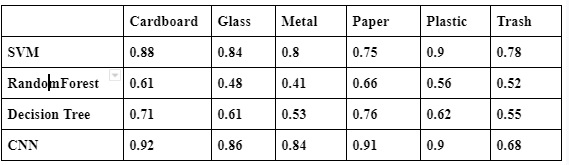 Cardboard Glass Metal Paper Plastic Trash
SVM 0.88 0.84 0.8 0.75 0.9 0.78
RandomForest 0.61 0.48 0.41 0.66 0.56 0.52
Decision Tree 0.71 0.61 0.53 0.76 0.62 0.55
CNN 0.92 0.86 0.84 0.91 0.9 0.68